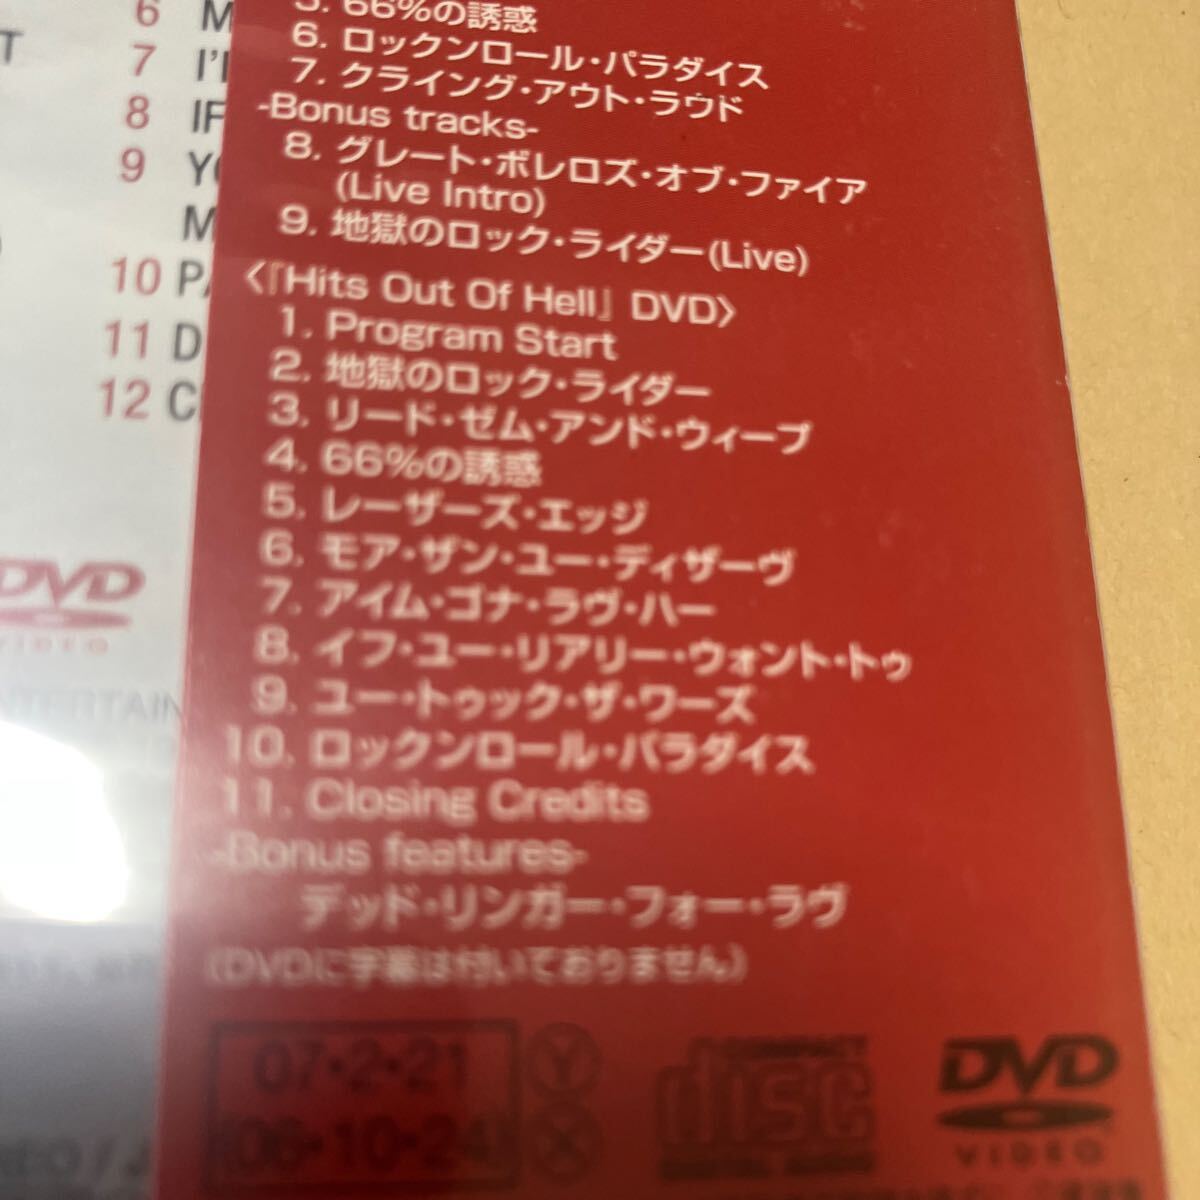 5. 66%の誘惑
6. ロックンロール・パラダイス
7. クライング・アウト・ラウド
-Bonus tracks-
8. グレート・ボレロズ・オブ・ファイア
(Live Intro)
9. 地獄のロック・ライダー(Live)
〈『Hits Out Of Hell』 DVD〉
1. Program Start
2. 地獄のロック・ライダー
3. リード・ゼム・アンド・ウィープ
4. 66%の誘惑
5. レーザーズ・エッジ
6. モア・ザン・ユー・ディザーヴ
7. アイム・ゴナ・ラヴ・ハー
8. イフ・ユー・リアリー・ウォント・トゥ
9. ユー・トゥック・ザ・ワーズ
10. ロックンロール・パラダイス
11. Closing Credits
-Bonus features-
デッド・リンガー・フォー・ラヴ
(DVDに字幕は付いておりません)
07・2・21
Y
06・10・24
X
COMPACT
disc
DIGITAL AUDIO
DVD
VIDEO
6 M
7 I'
8 IF
9 YO
M
10 PA
11 D
12 C
T
DVD
VIDEO